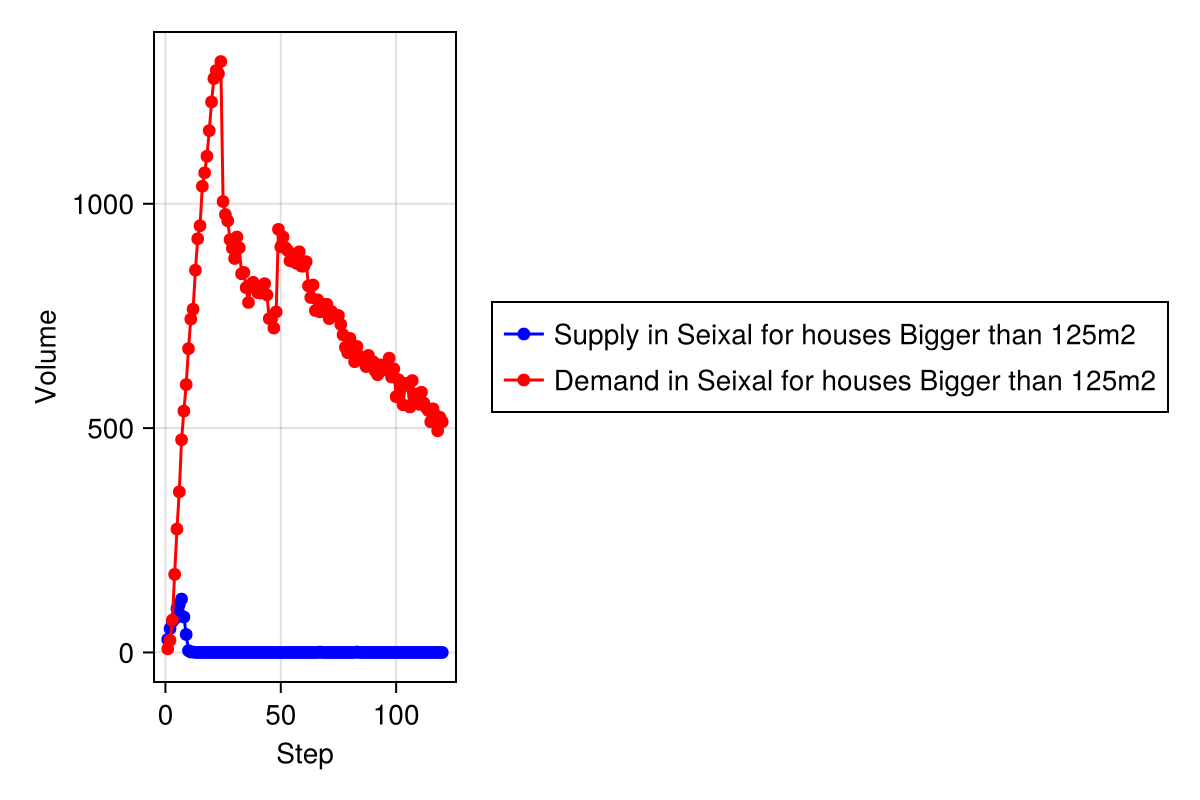 Volume
1000
500
0
0 50 100
Step
Supply in Seixal for houses Bigger than 125m2
Demand in Seixal for houses Bigger than 125m2